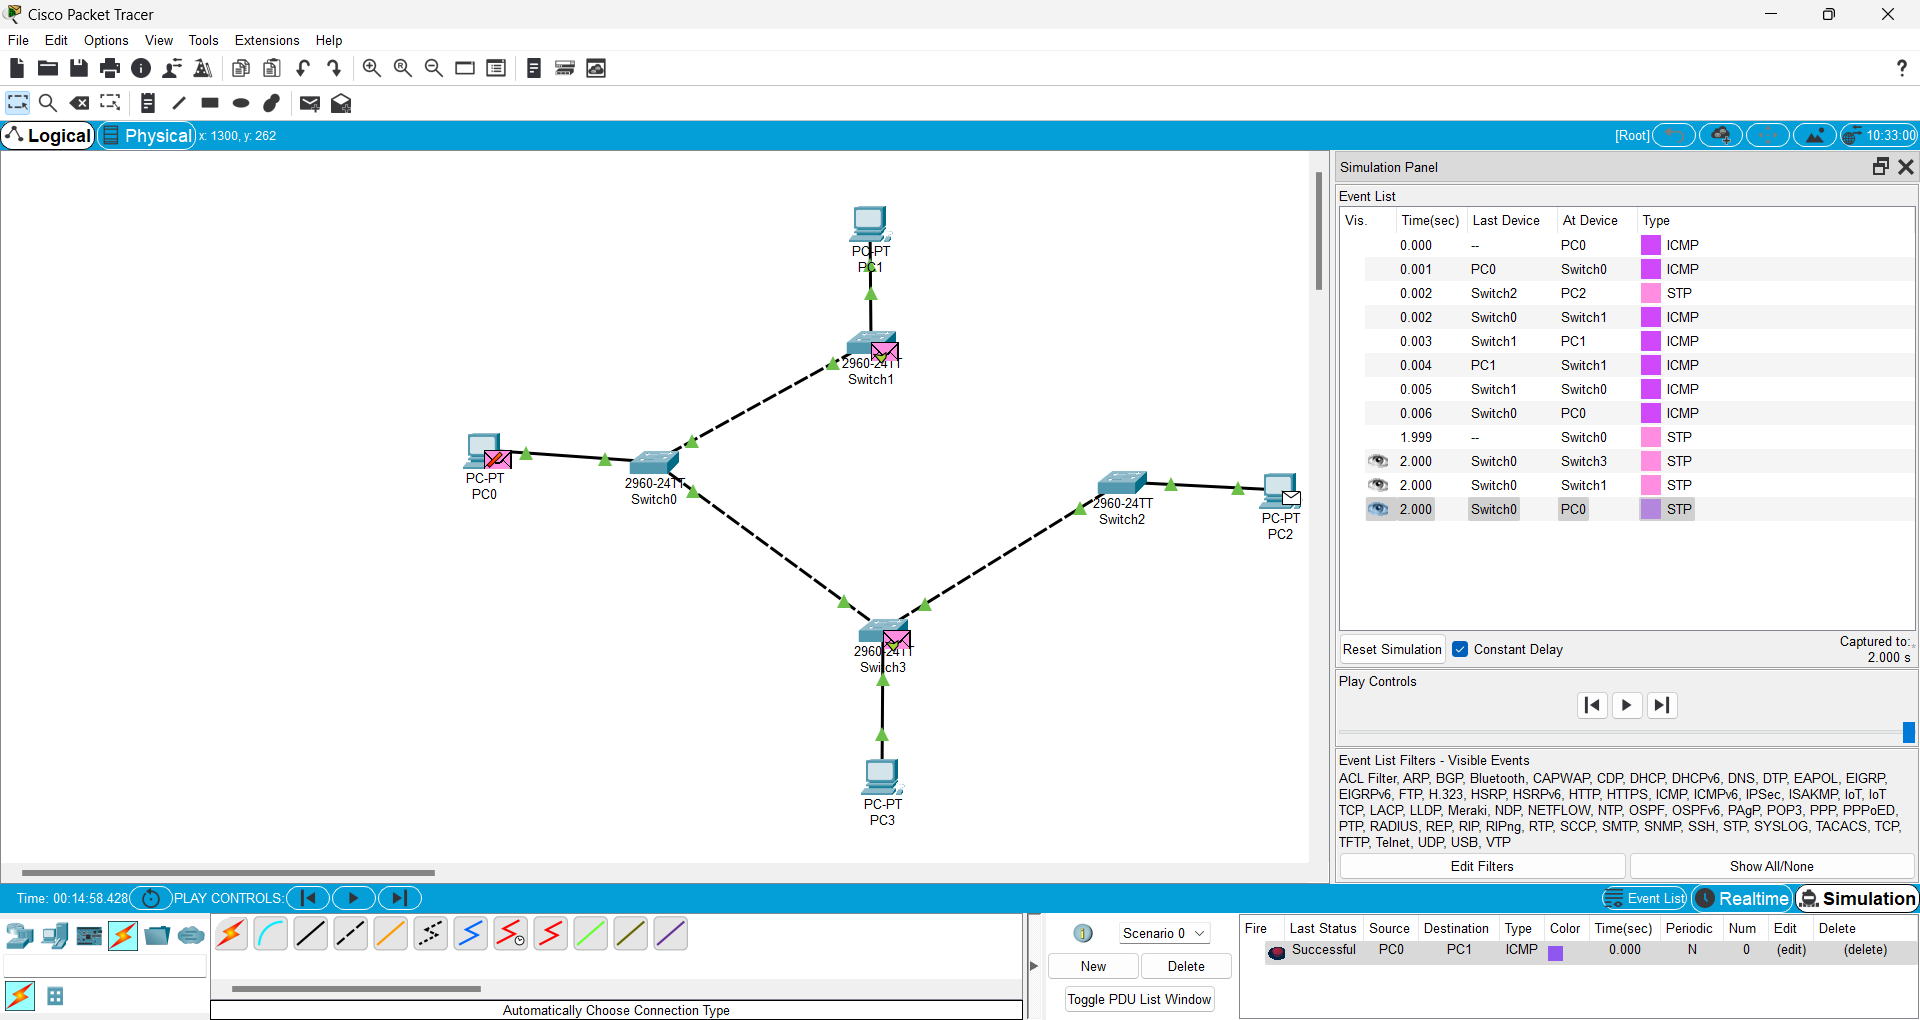 Cisco Packet Tracer
File Edit Options View Tools Extensions Help
?
Logical Physical x: 1300, y: 262 [Root] 10:33:00
PC-PT
PC1
2960-24TT
Switch1
PC-PT
PC0
2960-24TT
Switch0
2960-24TT
Switch2
PC-PT
PC2
2960-24TT
Switch3
PC-PT
PC3
Simulation Panel
Event List
Vis. Time(sec) Last Device At Device Type
0.000 -- PC0 ICMP
0.001 PC0 Switch0 ICMP
0.002 Switch2 PC2 STP
0.002 Switch0 Switch1 ICMP
0.003 Switch1 PC1 ICMP
0.004 PC1 Switch1 ICMP
0.005 Switch1 Switch0 ICMP
0.006 Switch0 PC0 ICMP
1.999 -- Switch0 STP
2.000 Switch0 Switch3 STP
2.000 Switch0 Switch1 STP
2.000 Switch0 PC0 STP
Reset Simulation Constant Delay Captured to:
2.000 s
Play Controls
Event List Filters - Visible Events
ACL Filter, ARP, BGP, Bluetooth, CAPWAP, CDP, DHCP, DHCPv6, DNS, DTP, EAPOL, EIGRP,
EIGRPv6, FTP, H.323, HSRP, HSRPv6, HTTP, HTTPS, ICMP, ICMPv6, IPSec, ISAKMP, IoT, IoT
TCP, LACP, LLDP, Meraki, NDP, NETFLOW, NTP, OSPF, OSPFv6, PAgP, POP3, PPP, PPPoED,
PTP, RADIUS, REP, RIP, RIPng, RTP, SCCP, SMTP, SNMP, SSH, STP, SYSLOG, TACACS, TCP,
TFTP, Telnet, UDP, USB, VTP
Edit Filters Show All/None
Time: 00:14:58.428 PLAY CONTROLS: Event List Realtime Simulation
Automatically Choose Connection Type
Scenario 0
New Delete
Toggle PDU List Window
Fire Last Status Source Destination Type Color Time(sec) Periodic Num Edit Delete
Successful PC0 PC1 ICMP 0.000 N 0 (edit) (delete)